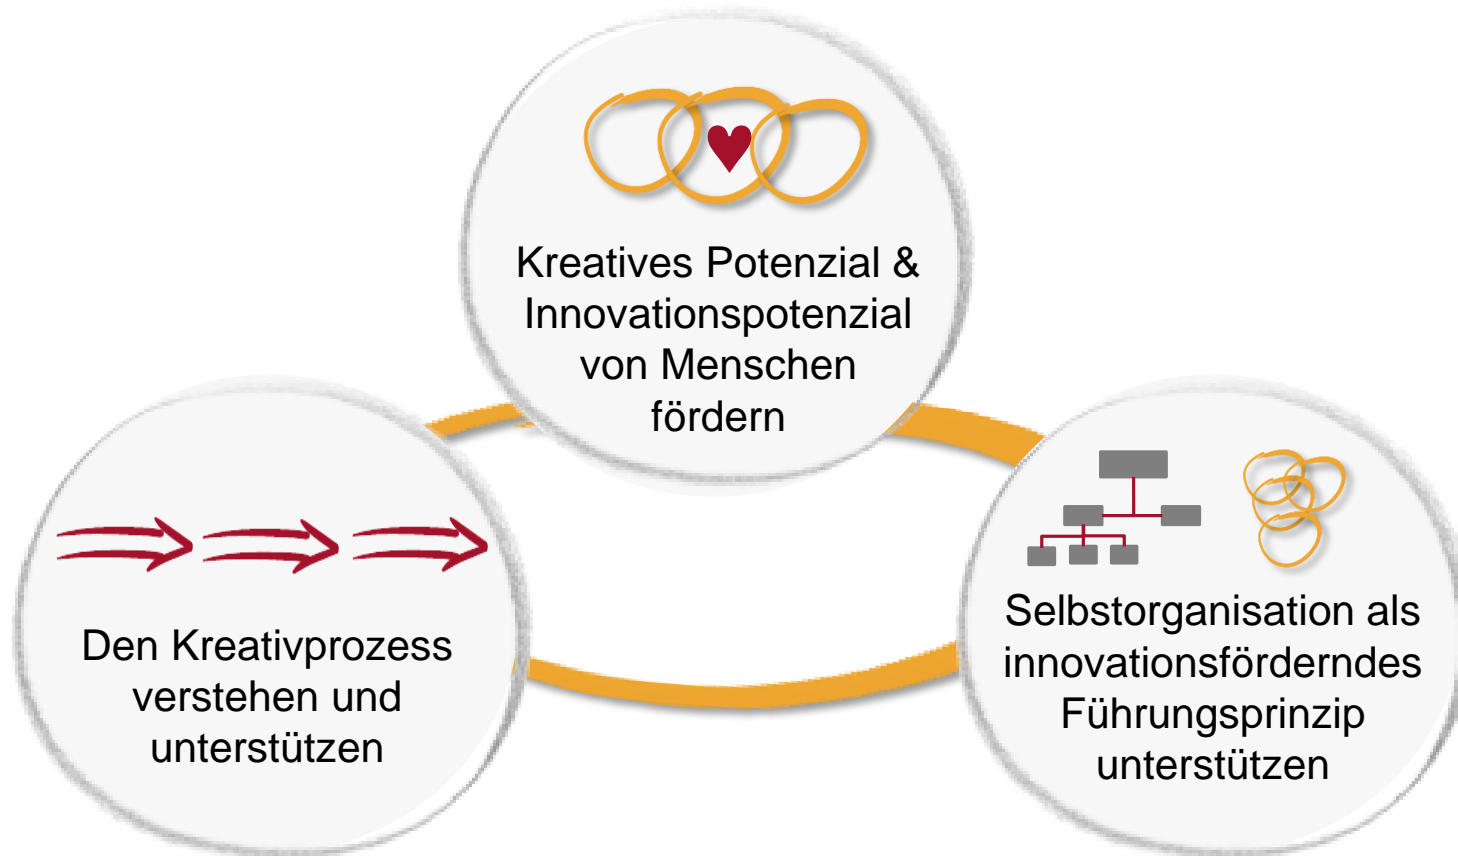 Kreatives Potenzial &
Innovationspotenzial
von Menschen
fördern
Den Kreativprozess
verstehen und
unterstützen
Selbstorganisation als
innovationsförderndes
Führungsprinzip
unterstützen